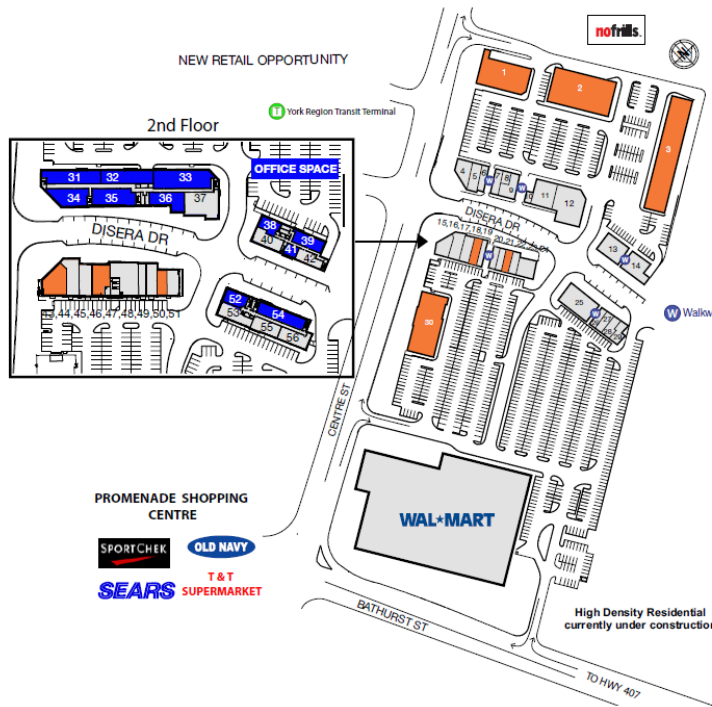 nofrills.
N
NEW RETAIL OPPORTUNITY
T York Region Transit Terminal
2nd Floor
1
2
3
31 32 33
OFFICE SPACE
34 35 36 37
38 39
40 41 42
DISERA DR
52 54
53 55 56
43,44,45,46,47,48,49,50,51
4 5 6 7 8 9 10 11 12
W W
DISERA DR
15,16,17,18,19
20, 21,
W
13 W 14
25 W 27
28
30
W Walkw
CENTRE ST
WAL★MART
PROMENADE SHOPPING
CENTRE
SPORTCHEK
OLD NAVY
SEARS
T & T
SUPERMARKET
BATHURST ST
High Density Residential
currently under construction
TO HWY 407